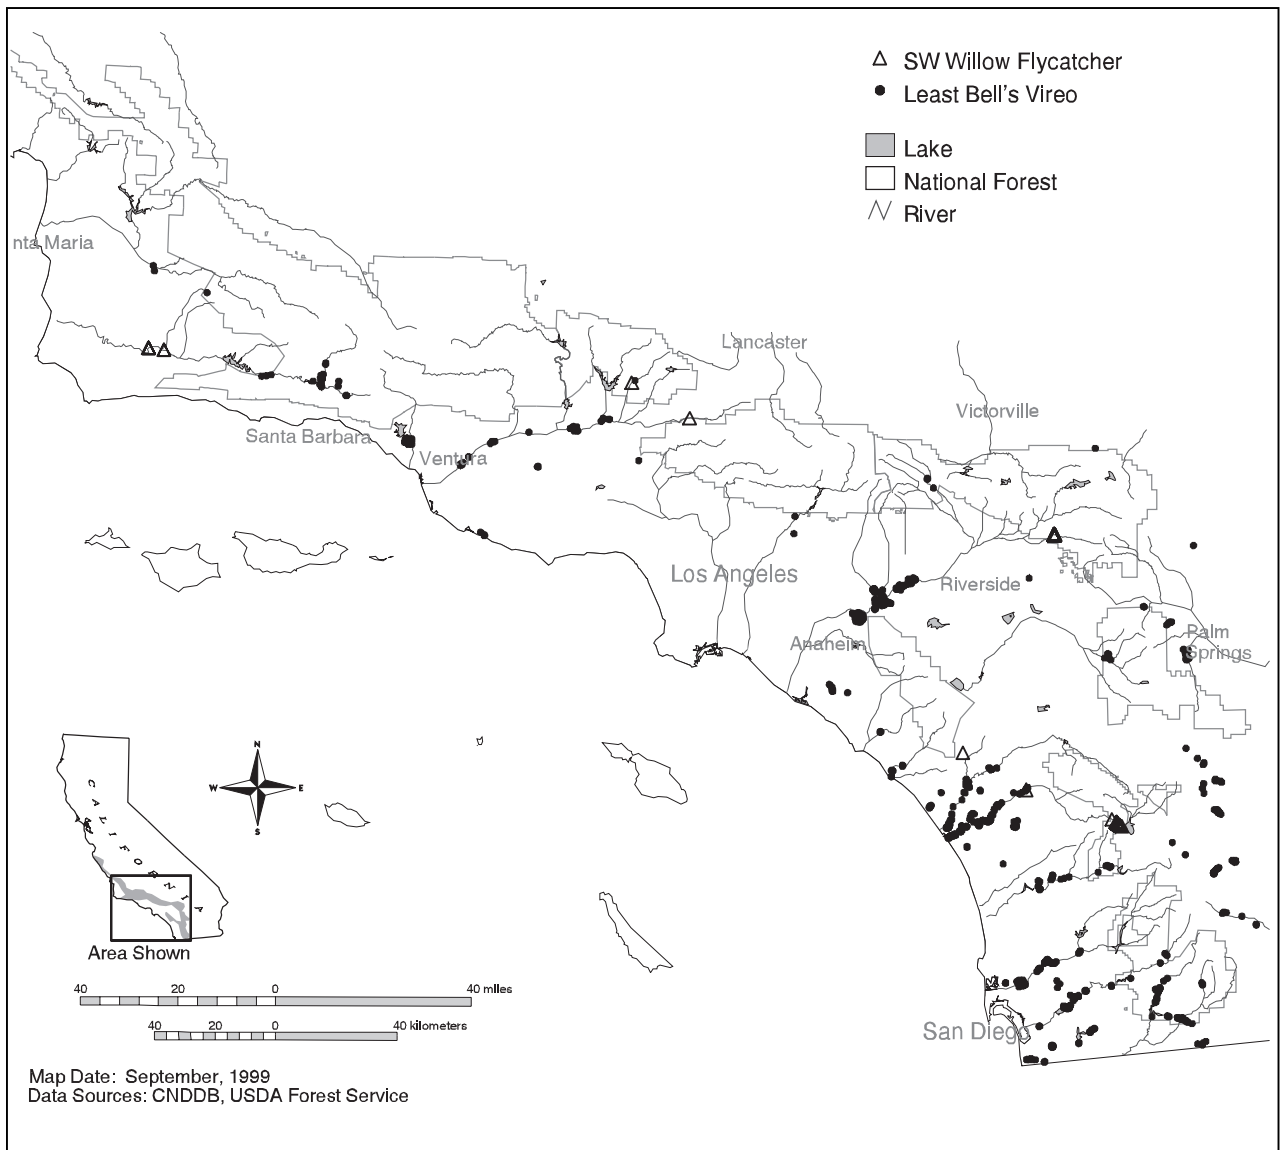 SW Willow Flycatcher
Least Bell's Vireo
Lake
National Forest
River
nta Maria
Lancaster
Victorville
Santa Barbara
Ventura
Los Angeles
Riverside
Anaheim
Palm
Springs
San Diego
N
W
E
S
CALIFORNIA
Area Shown
40 20 0 40 miles
40 20 0 40 kilometers
Map Date: September, 1999
Data Sources: CNDDB, USDA Forest Service